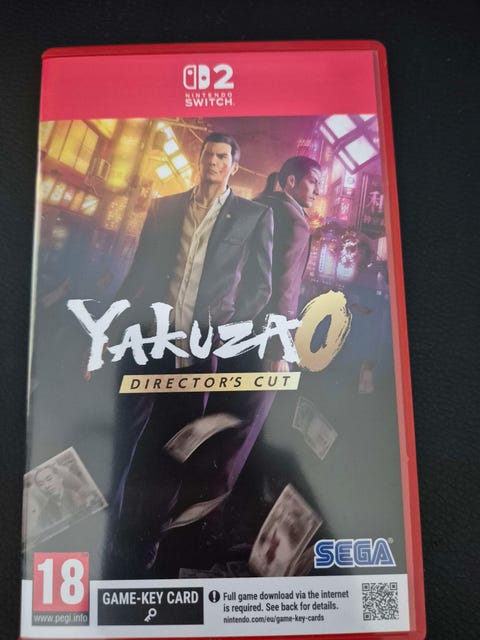 2
NINTENDO
SWITCH
YAKUZA 0
DIRECTOR'S CUT
SEGA
18
www.pegi.info
GAME-KEY CARD
! Full game download via the internet
is required. See back for details.
nintendo.com/eu/game-key-cards